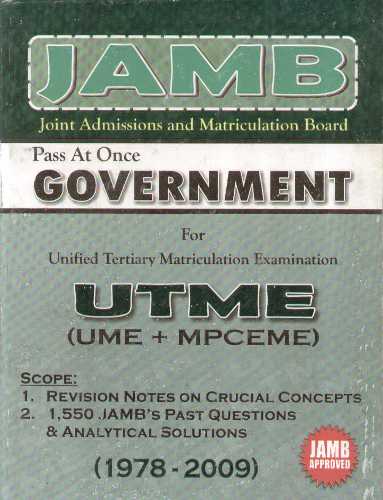 JAMB
Joint Admissions and Matriculation Board
Pass At Once
GOVERNMENT
For
Unified Tertiary Matriculation Examination
UTME
(UME + MPCEME)
SCOPE:
1. REVISION NOTES ON CRUCIAL CONCEPTS
2. 1,550 JAMB'S PAST QUESTIONS
& ANALYTICAL SOLUTIONS
JAMB
APPROVED
(1978 - 2009)